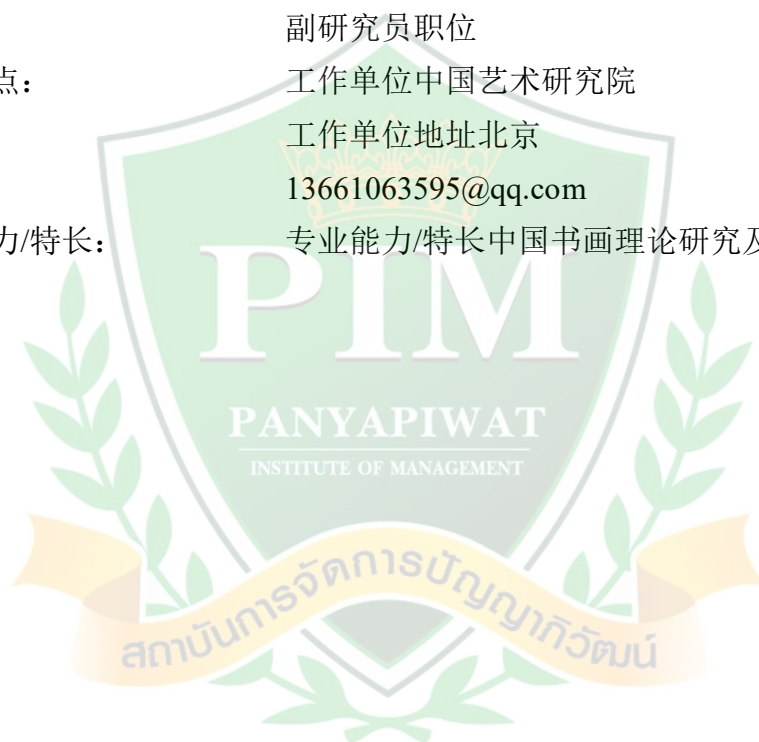 副研究员职位
点： 工作单位中国艺术研究院
工作单位地址北京
13661063595@qq.com
力/特长： 专业能力/特长中国书画理论研究及
PIM
PANYAPIWAT
INSTITUTE OF MANAGEMENT
สถาบันการจัดการปัญญาภิวัฒน์